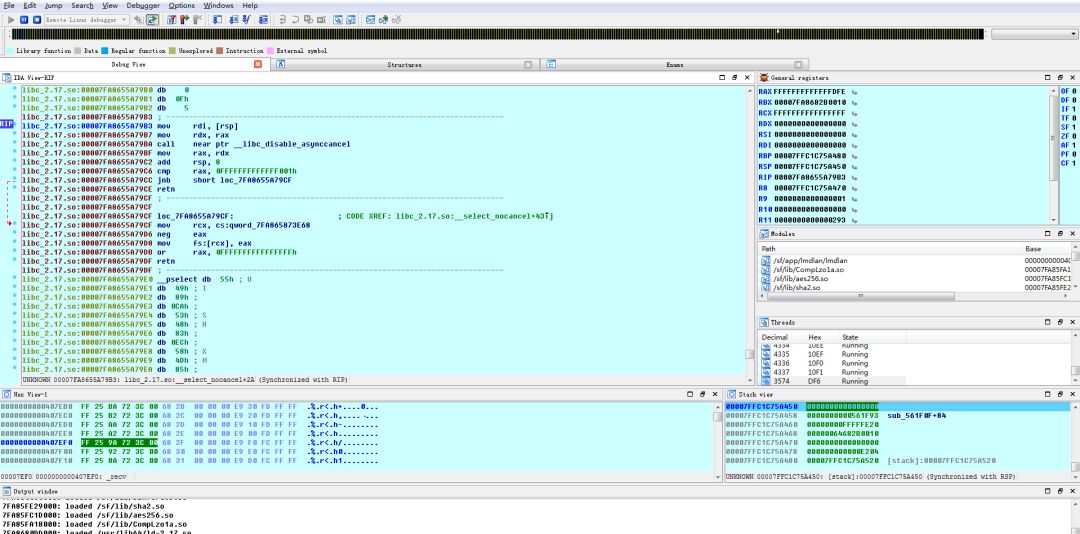 File Edit Jump Search View Debugger Options Windows Help
Remote Linux debugger
Library function Data Regular function Unexplored Instruction External symbol
Debug View Structures Enums
IDA View-RIP
libc_2.17.so:00007FA8655A79B0 db 0
libc_2.17.so:00007FA8655A79B1 db 0Fh
libc_2.17.so:00007FA8655A79B2 db 5
libc_2.17.so:00007FA8655A79B3 ; ---------------------------------------------------------------------------
RIP libc_2.17.so:00007FA8655A79B3 mov rdi, [rsp]
libc_2.17.so:00007FA8655A79B7 mov rdx, rax
libc_2.17.so:00007FA8655A79BA call near ptr __libc_disable_asynccancel
libc_2.17.so:00007FA8655A79BF mov rax, rdx
libc_2.17.so:00007FA8655A79C2 add rsp, 8
libc_2.17.so:00007FA8655A79C6 cmp rax, 0FFFFFFFFFFFFF001h
libc_2.17.so:00007FA8655A79CC jnb short loc_7FA8655A79CF
libc_2.17.so:00007FA8655A79CE retn
libc_2.17.so:00007FA8655A79CF ; ---------------------------------------------------------------------------
libc_2.17.so:00007FA8655A79CF
libc_2.17.so:00007FA8655A79CF loc_7FA8655A79CF: ; CODE XREF: libc_2.17.so:__select_nocancel+43↑j
libc_2.17.so:00007FA8655A79CF mov rcx, cs:qword_7FA865873E68
libc_2.17.so:00007FA8655A79D6 neg eax
libc_2.17.so:00007FA8655A79D8 mov fs:[rcx], eax
libc_2.17.so:00007FA8655A79DB or rax, 0FFFFFFFFFFFFFFFFh
libc_2.17.so:00007FA8655A79DF retn
libc_2.17.so:00007FA8655A79DF ; ---------------------------------------------------------------------------
libc_2.17.so:00007FA8655A79E0 __pselect db 55h ; U
libc_2.17.so:00007FA8655A79E1 db 49h ; I
libc_2.17.so:00007FA8655A79E2 db 89h ;
libc_2.17.so:00007FA8655A79E3 db 0CAh ;
libc_2.17.so:00007FA8655A79E4 db 53h ; S
libc_2.17.so:00007FA8655A79E5 db 48h ; H
libc_2.17.so:00007FA8655A79E6 db 83h ;
libc_2.17.so:00007FA8655A79E7 db 0ECh ;
libc_2.17.so:00007FA8655A79E8 db 58h ; X
libc_2.17.so:00007FA8655A79E9 db 4Dh ; M
libc_2.17.so:00007FA8655A79EA db 85h ;
UNKNOWN 00007FA8655A79B3: libc_2.17.so:__select_nocancel+2A (Synchronized with RIP)
General registers
RAX FFFFFFFFFFFFFDFE
RBX 00007FA8682B0010
RCX FFFFFFFFFFFFFFFF
RDX 0000000000000000
RSI 0000000000000000
RDI 0000000000000000
RBP 00007FFC1C75A480
RSP 00007FFC1C75A450
RIP 00007FA8655A79B3
R8 00007FFC1C75A470
R9 0000000000000001
R10 0000000000000000
R11 0000000000000293
OF 0
DF 0
IF 1
TF 0
SF 1
ZF 0
AF 1
PF 0
CF 1
Modules
Path Base
/sf/app/lmdlan/lmdlan 000000000040
/sf/lib/CompLzo1a.so 00007FA85FA1
/sf/lib/aes256.so 00007FA85FC1
/sf/lib/sha2.so 00007FA85FE2
Threads
Decimal Hex State
4334 10EE Running
4335 10EF Running
4336 10F0 Running
4337 10F1 Running
3574 DF6 Running
Hex View-1
0000000000407EB0 FF 25 BA 72 3C 00 68 2B 00 00 00 E9 30 FD FF FF
0000000000407EC0 FF 25 B2 72 3C 00 68 2C 00 00 00 E9 20 FD FF FF
0000000000407ED0 FF 25 AA 72 3C 00 68 2D 00 00 00 E9 10 FD FF FF
0000000000407EE0 FF 25 A2 72 3C 00 68 2E 00 00 00 E9 00 FD FF FF
0000000000407EF0 FF 25 9A 72 3C 00 68 2F 00 00 00 E9 F0 FC FF FF
0000000000407F00 FF 25 92 72 3C 00 68 30 00 00 00 E9 E0 FC FF FF
0000000000407F10 FF 25 8A 72 3C 00 68 31 00 00 00 E9 D0 FC FF FF
00007EF0 0000000000407EF0: _recv
Stack view
00007FFC1C75A450 0000000000000000
00007FFC1C75A458 0000000000561F93 sub_561F0F+84
00007FFC1C75A460 00000000FFFFFE20
00007FFC1C75A468 00000064682B0010
00007FFC1C75A470 0000000000000000
00007FFC1C75A478 000000000000E204
00007FFC1C75A480 00007FFC1C75A520 [stack]:00007FFC1C75A520
UNKNOWN 00007FFC1C75A450: [stack]:00007FFC1C75A450 (Synchronized with RSP)
Output window
7FA85FE29000: loaded /sf/lib/sha2.so
7FA85FC1D000: loaded /sf/lib/aes256.so
7FA85FA18000: loaded /sf/lib/CompLzo1a.so